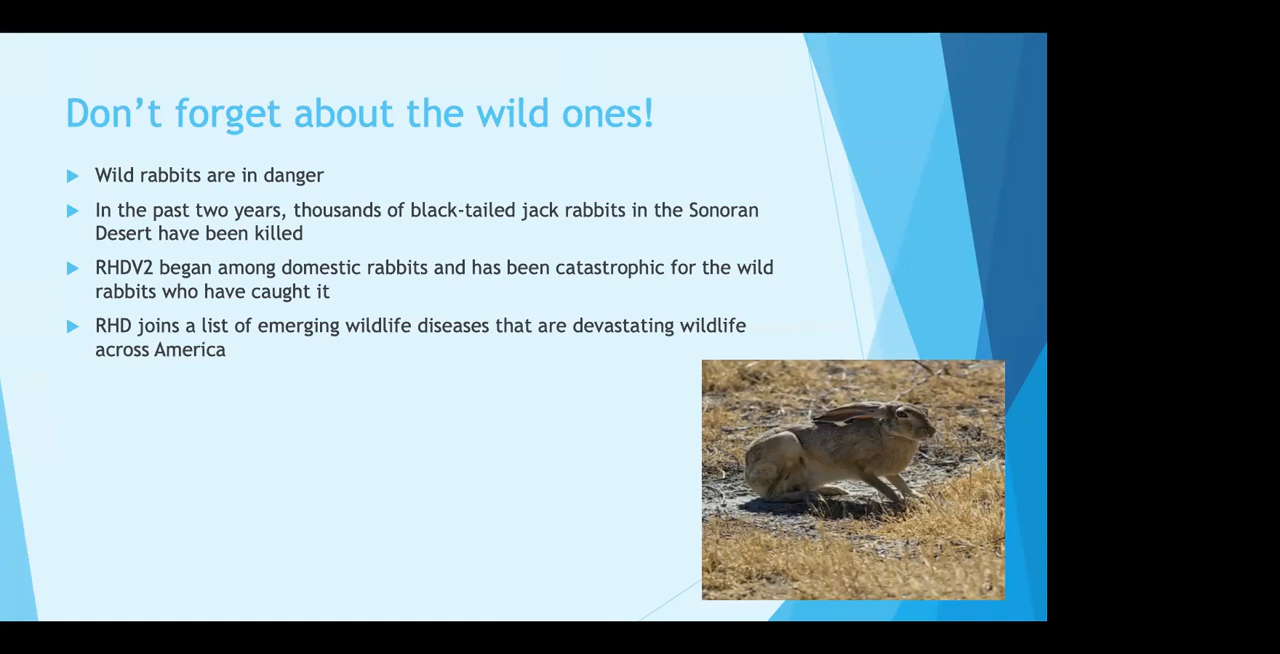 Don’t forget about the wild ones!
Wild rabbits are in danger
In the past two years, thousands of black-tailed jack rabbits in the Sonoran
Desert have been killed
RHDV2 began among domestic rabbits and has been catastrophic for the wild
rabbits who have caught it
RHD joins a list of emerging wildlife diseases that are devastating wildlife
across America